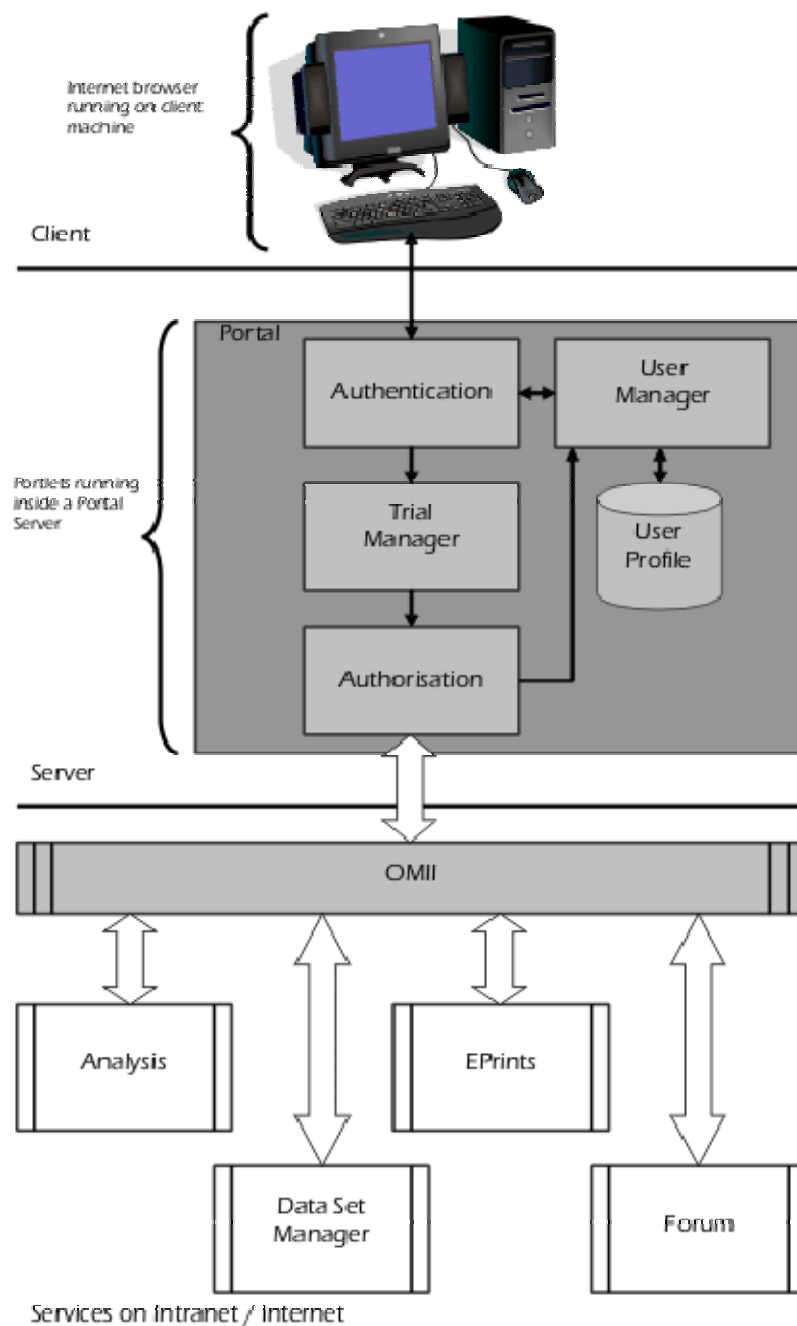 Internet browser
running on client
machine
Client
Portal
Authentication
User
Manager
Portlets running
inside a Portal
Server
Trial
Manager
User
Profile
Authorisation
Server
OMII
Analysis
EPrints
Data Set
Manager
Forum
Services on Intranet / Internet